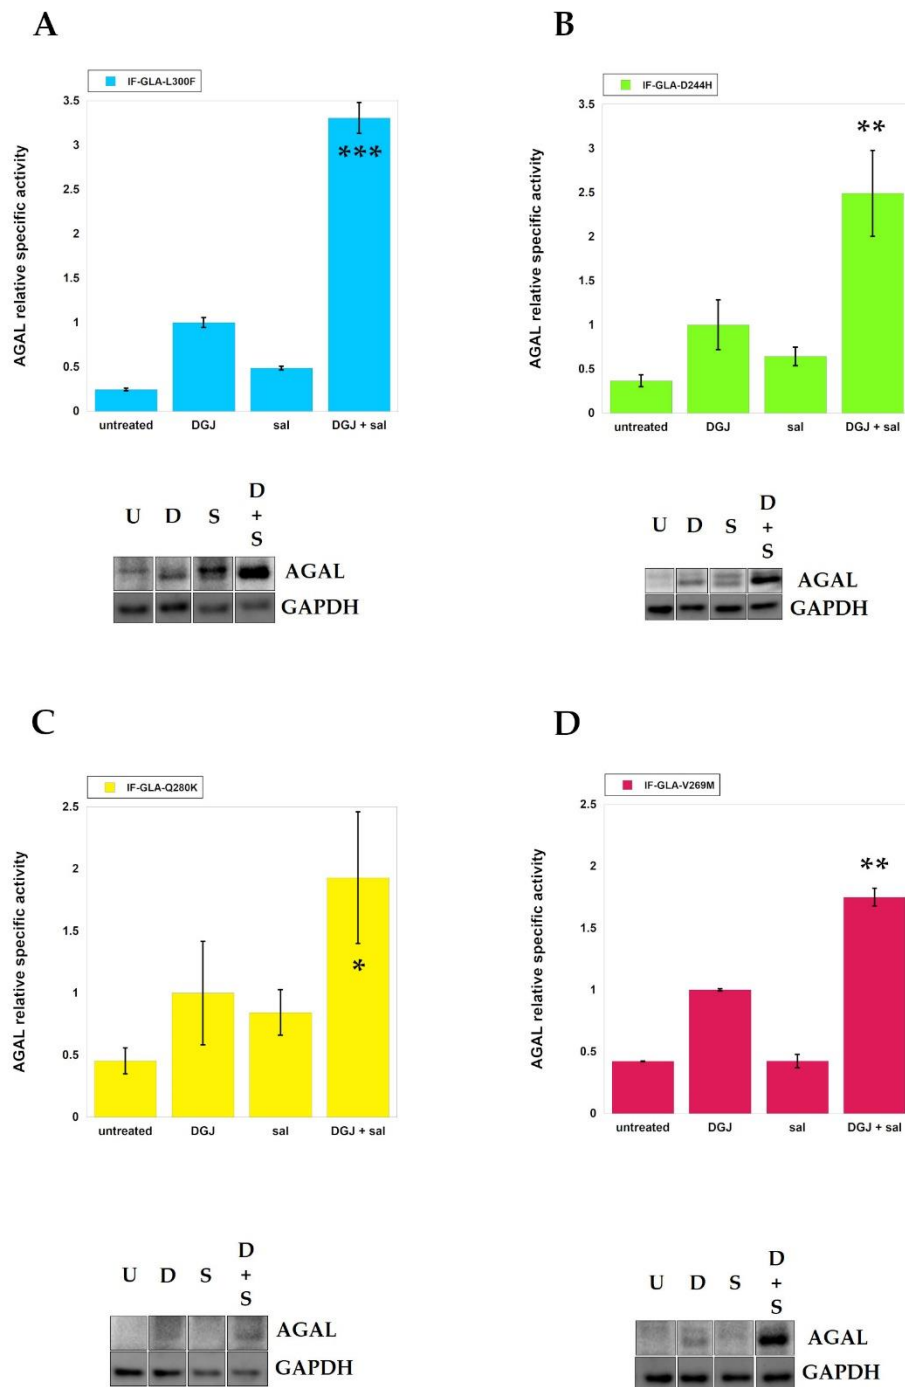 A
IF-GLA-L300F
AGAL relative specific activity
3.5
3
2.5
2
1.5
1
0.5
0
***
untreated DGJ sal DGJ + sal
U D S D + S
AGAL
GAPDH
B
IF-GLA-D244H
AGAL relative specific activity
3.5
3
2.5
2
1.5
1
0.5
0
**
untreated DGJ sal DGJ + sal
U D S D + S
AGAL
GAPDH
C
IF-GLA-Q280K
AGAL relative specific activity
2.5
2
1.5
1
0.5
0
*
untreated DGJ sal DGJ + sal
U D S D + S
AGAL
GAPDH
D
IF-GLA-V269M
AGAL relative specific activity
2.5
2
1.5
1
0.5
0
**
untreated DGJ sal DGJ + sal
U D S D + S
AGAL
GAPDH